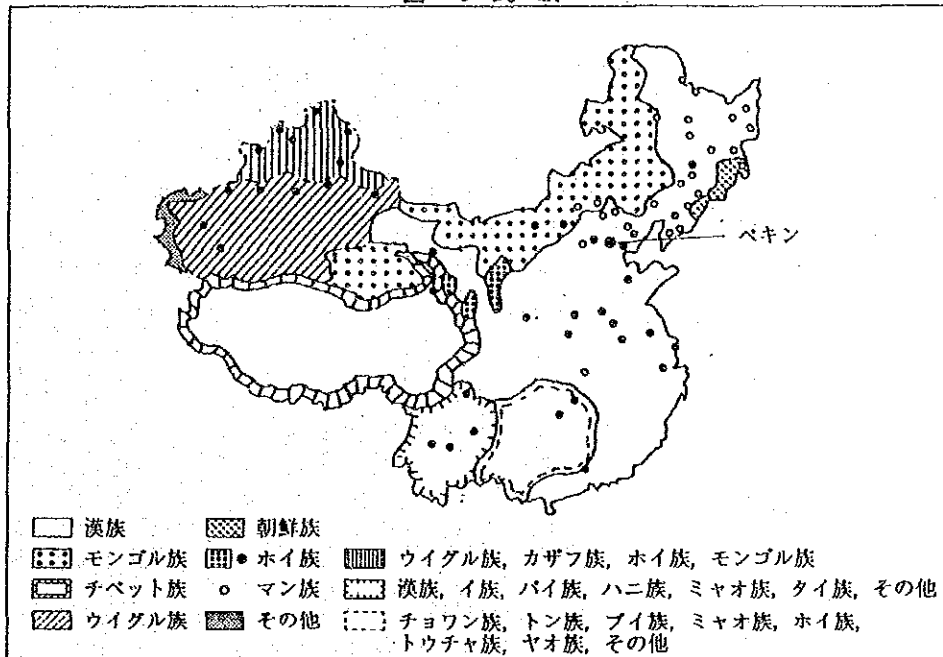 ペキン
漢族 朝鮮族
モンゴル族 ホイ族 ウイグル族, カザフ族, ホイ族, モンゴル族
チベット族 マン族 漢族, イ族, パイ族, ハニ族, ミャオ族, タイ族, その他
ウイグル族 その他 チョワン族, トン族, プイ族, ミャオ族, ホイ族,
トウチャ族, ヤオ族, その他